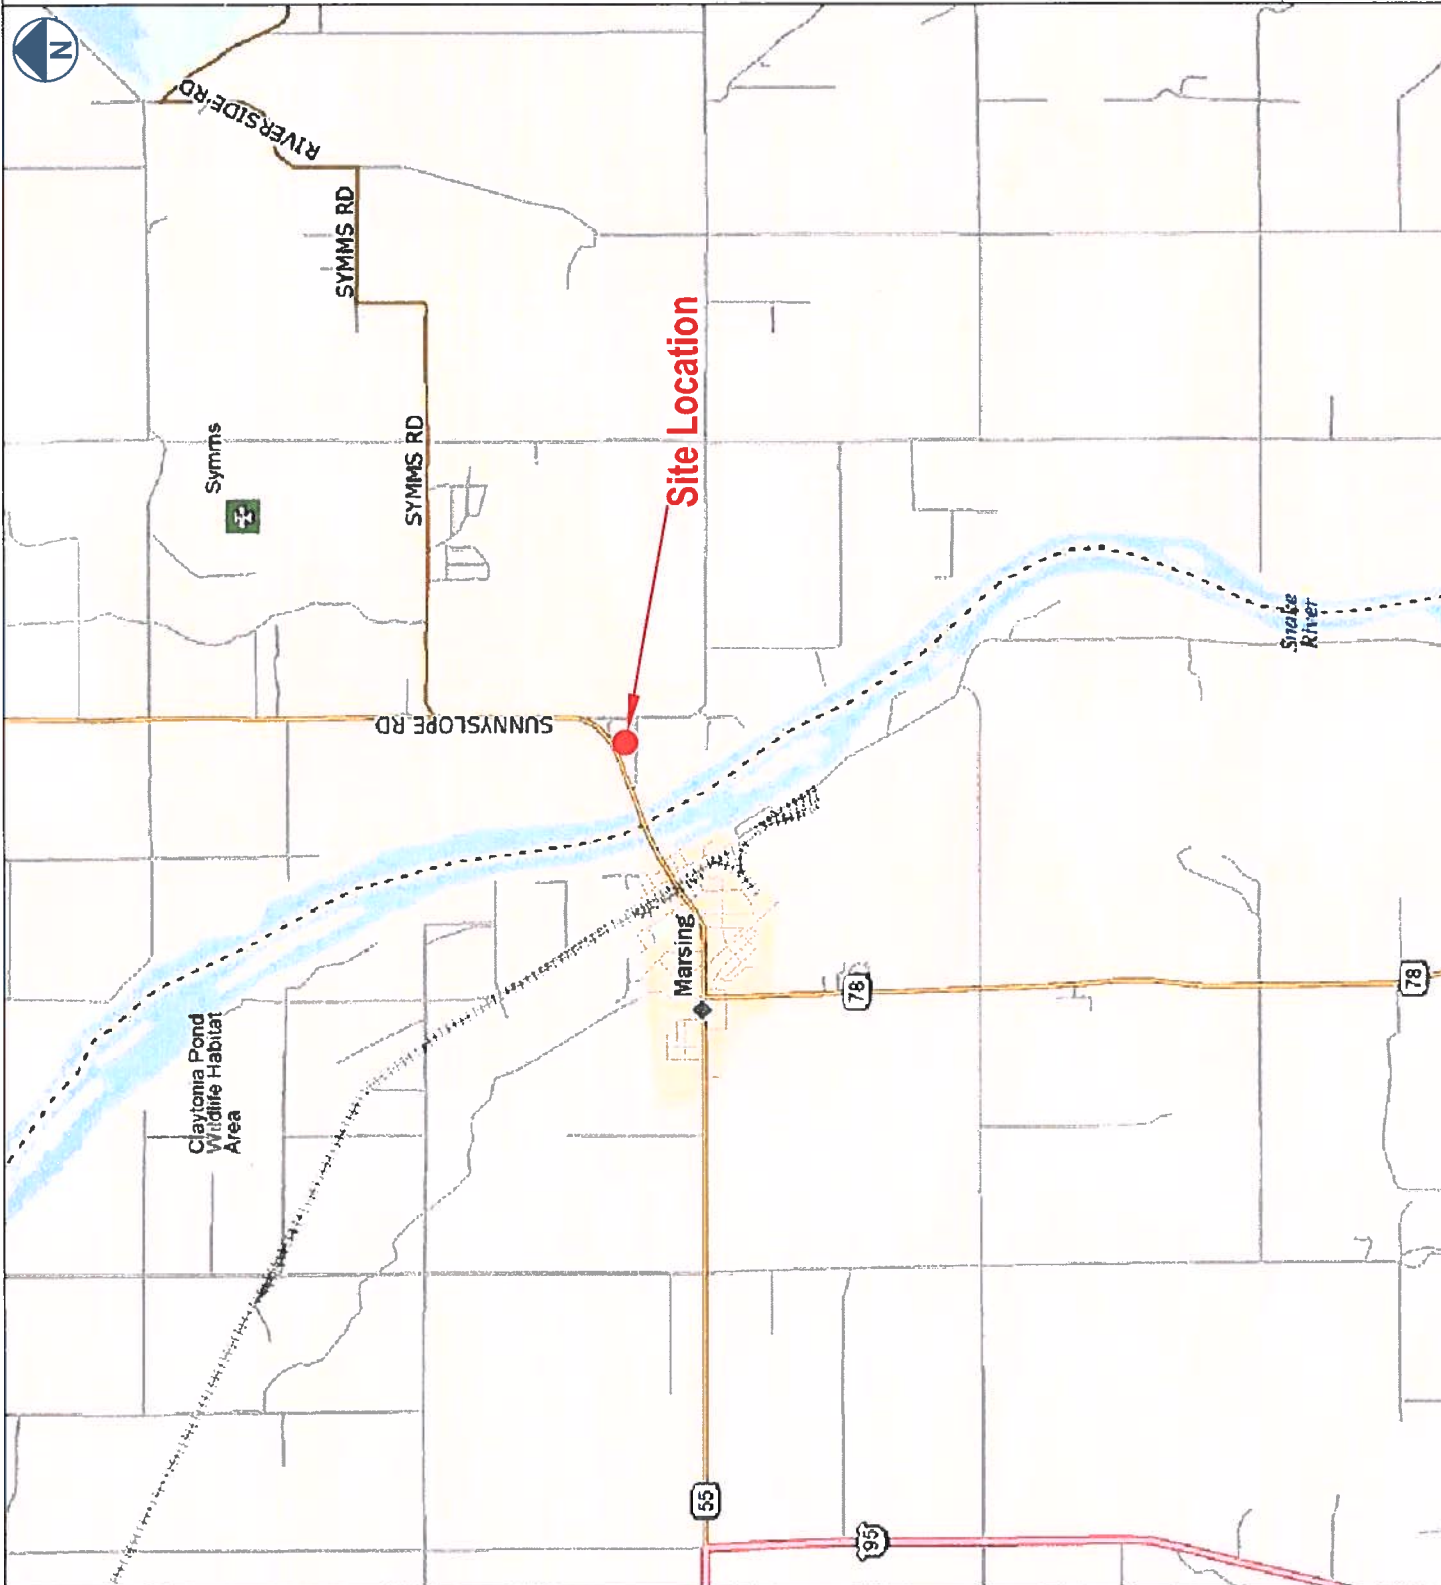 N
RIVERSIDE RD
SYMMS RD
Symms
SYMMS RD
Site Location
SUNNYSLOPE RD
Snake
River
Marsing
78
78
Claytonia Pond
Wildlife Habitat
Area
55
95